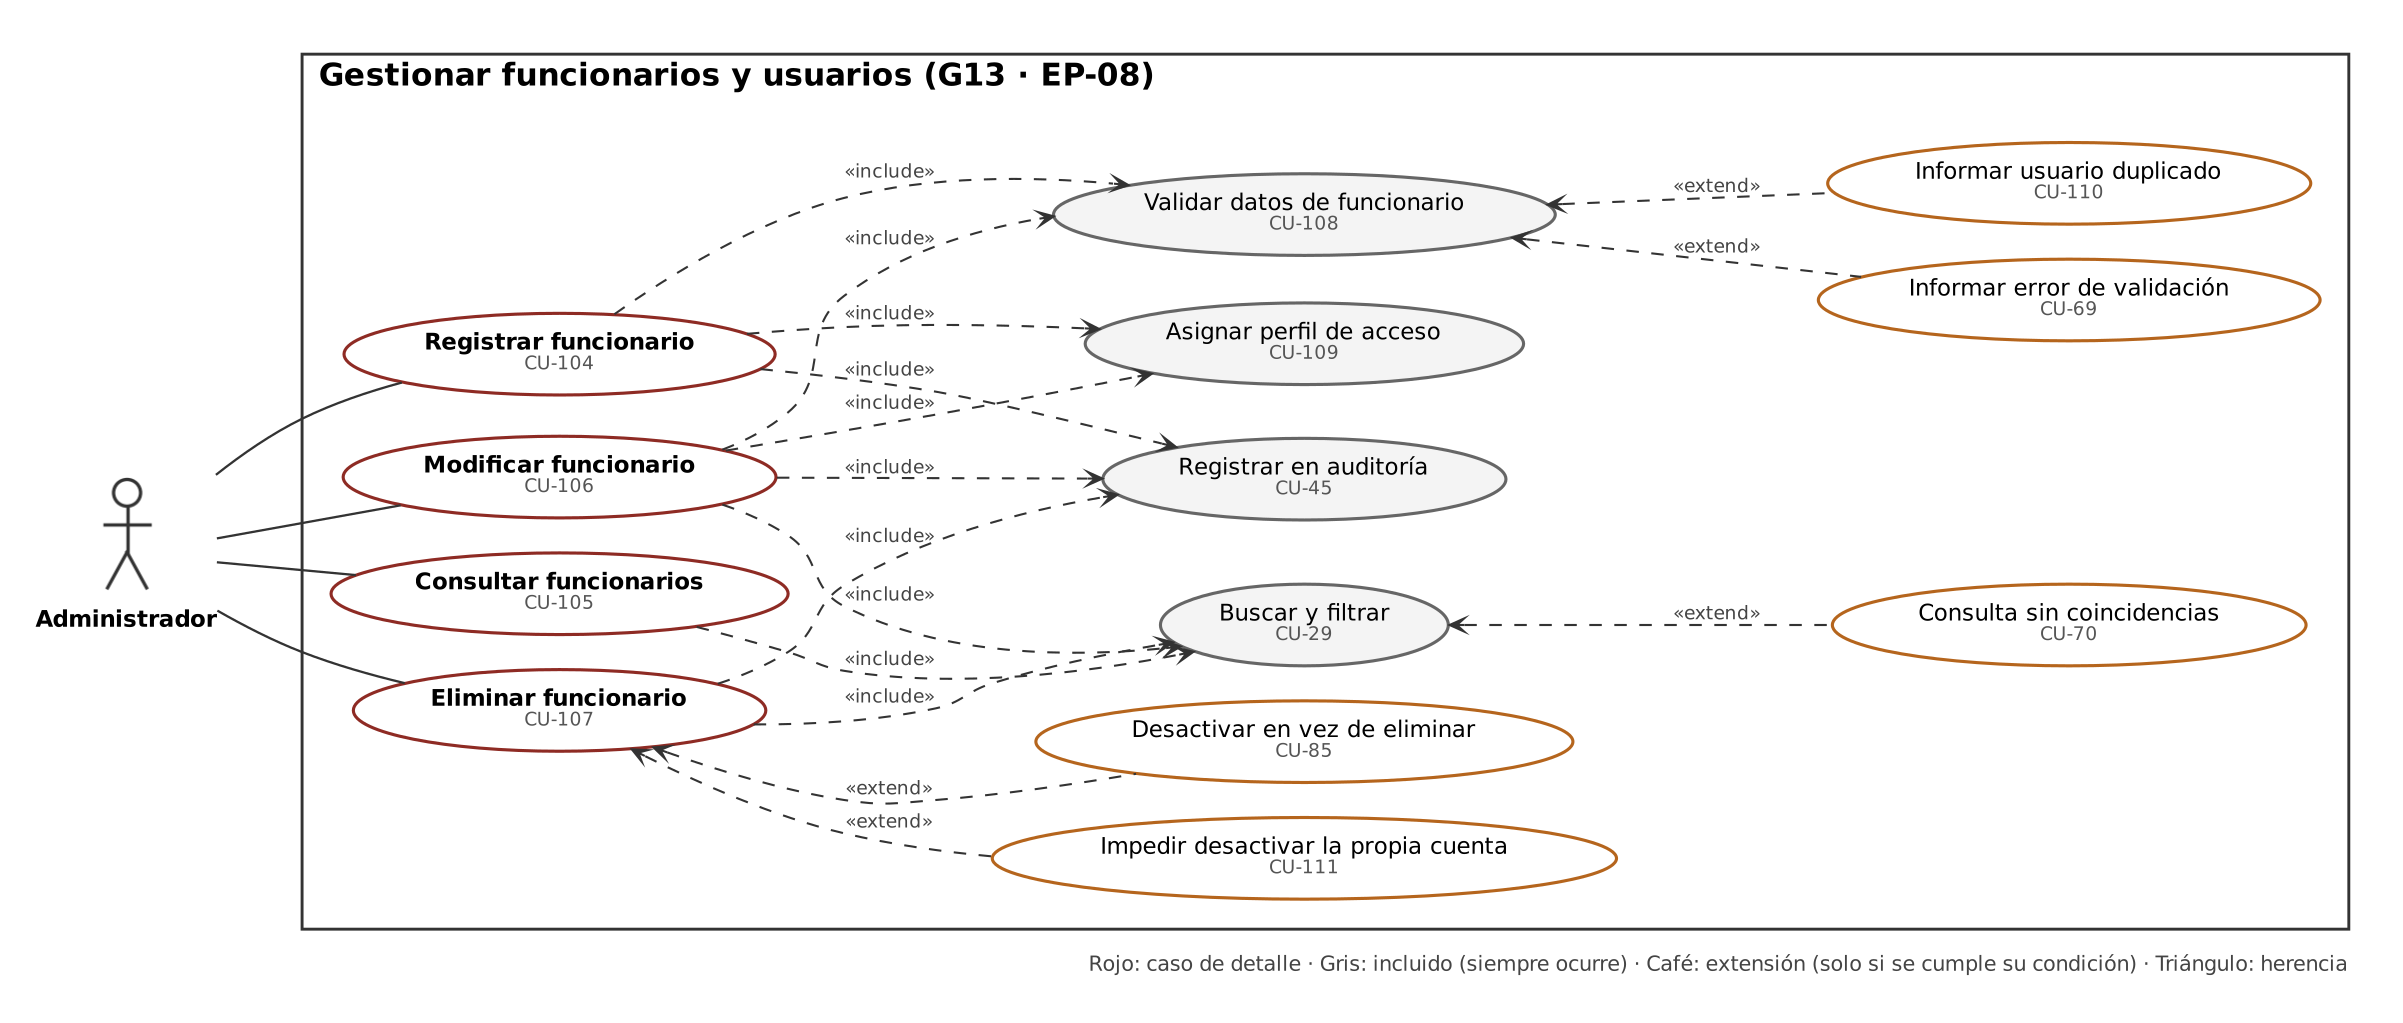 Gestionar funcionarios y usuarios (G13 · EP-08)
«include»
Validar datos de funcionario
CU-108
«extend»
Informar usuario duplicado
CU-110
«include»
«extend»
Informar error de validación
CU-69
Registrar funcionario
CU-104
«include»
Asignar perfil de acceso
CU-109
«include»
«include»
Modificar funcionario
CU-106
«include»
Registrar en auditoría
CU-45
«include»
Consultar funcionarios
CU-105
«include»
Buscar y filtrar
CU-29
«extend»
Consulta sin coincidencias
CU-70
Administrador
«include»
Eliminar funcionario
CU-107
«include»
Desactivar en vez de eliminar
CU-85
«extend»
«extend»
Impedir desactivar la propia cuenta
CU-111
Rojo: caso de detalle · Gris: incluido (siempre ocurre) · Café: extensión (solo si se cumple su condición) · Triángulo: herencia